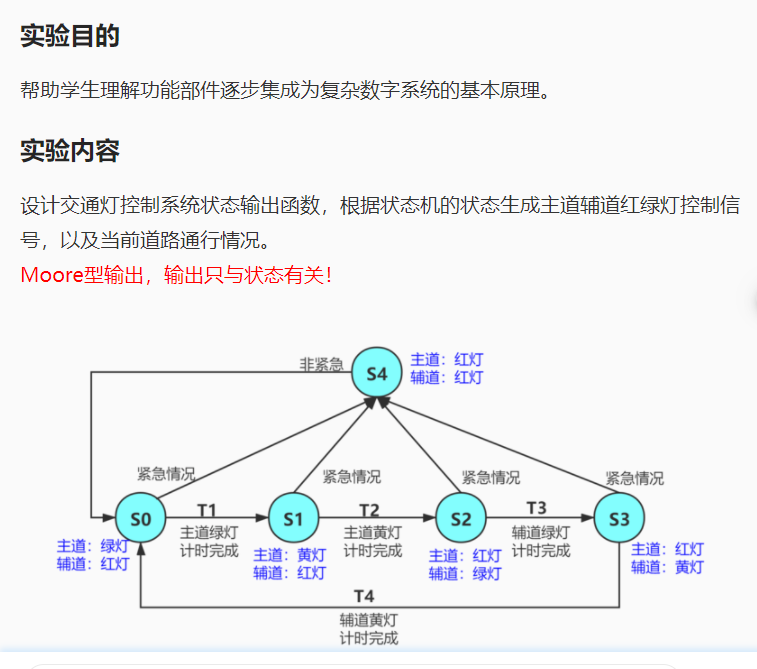 实验目的
帮助学生理解功能部件逐步集成为复杂数字系统的基本原理。
实验内容
设计交通灯控制系统状态输出函数，根据状态机的状态生成主道辅道红绿灯控制信
号，以及当前道路通行情况。
Moore型输出，输出只与状态有关！
非紧急
S4
主道：红灯
辅道：红灯
紧急情况
紧急情况
紧急情况
紧急情况
S0
T1
主道绿灯
计时完成
S1
T2
主道黄灯
计时完成
S2
T3
辅道绿灯
计时完成
S3
主道：绿灯
辅道：红灯
主道：黄灯
辅道：红灯
主道：红灯
辅道：绿灯
主道：红灯
辅道：黄灯
T4
辅道黄灯
计时完成